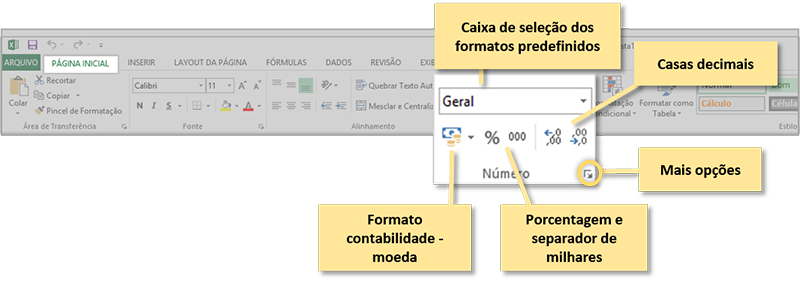 Caixa de seleção dos
formatos predefinidos
Casas decimais
ARQUIVO PÁGINA INICIAL INSERIR LAYOUT DA PÁGINA FÓRMULAS DADOS REVISÃO
Recortar
Copiar
Pincel de Formatação
Colar
Área de Transferência
Calibri 11 A A
N I S A
Fonte
Quebrar Texto Aut
Mesclar e Centraliz
Alinhamento
Geral
% 000 ,0 ,00 ,00 ,0
Número
Formatar como
Tabela
Normal
Cálculo
Célula
Estilo
Mais opções
Formato
contabilidade -
moeda
Porcentagem e
separador de
milhares